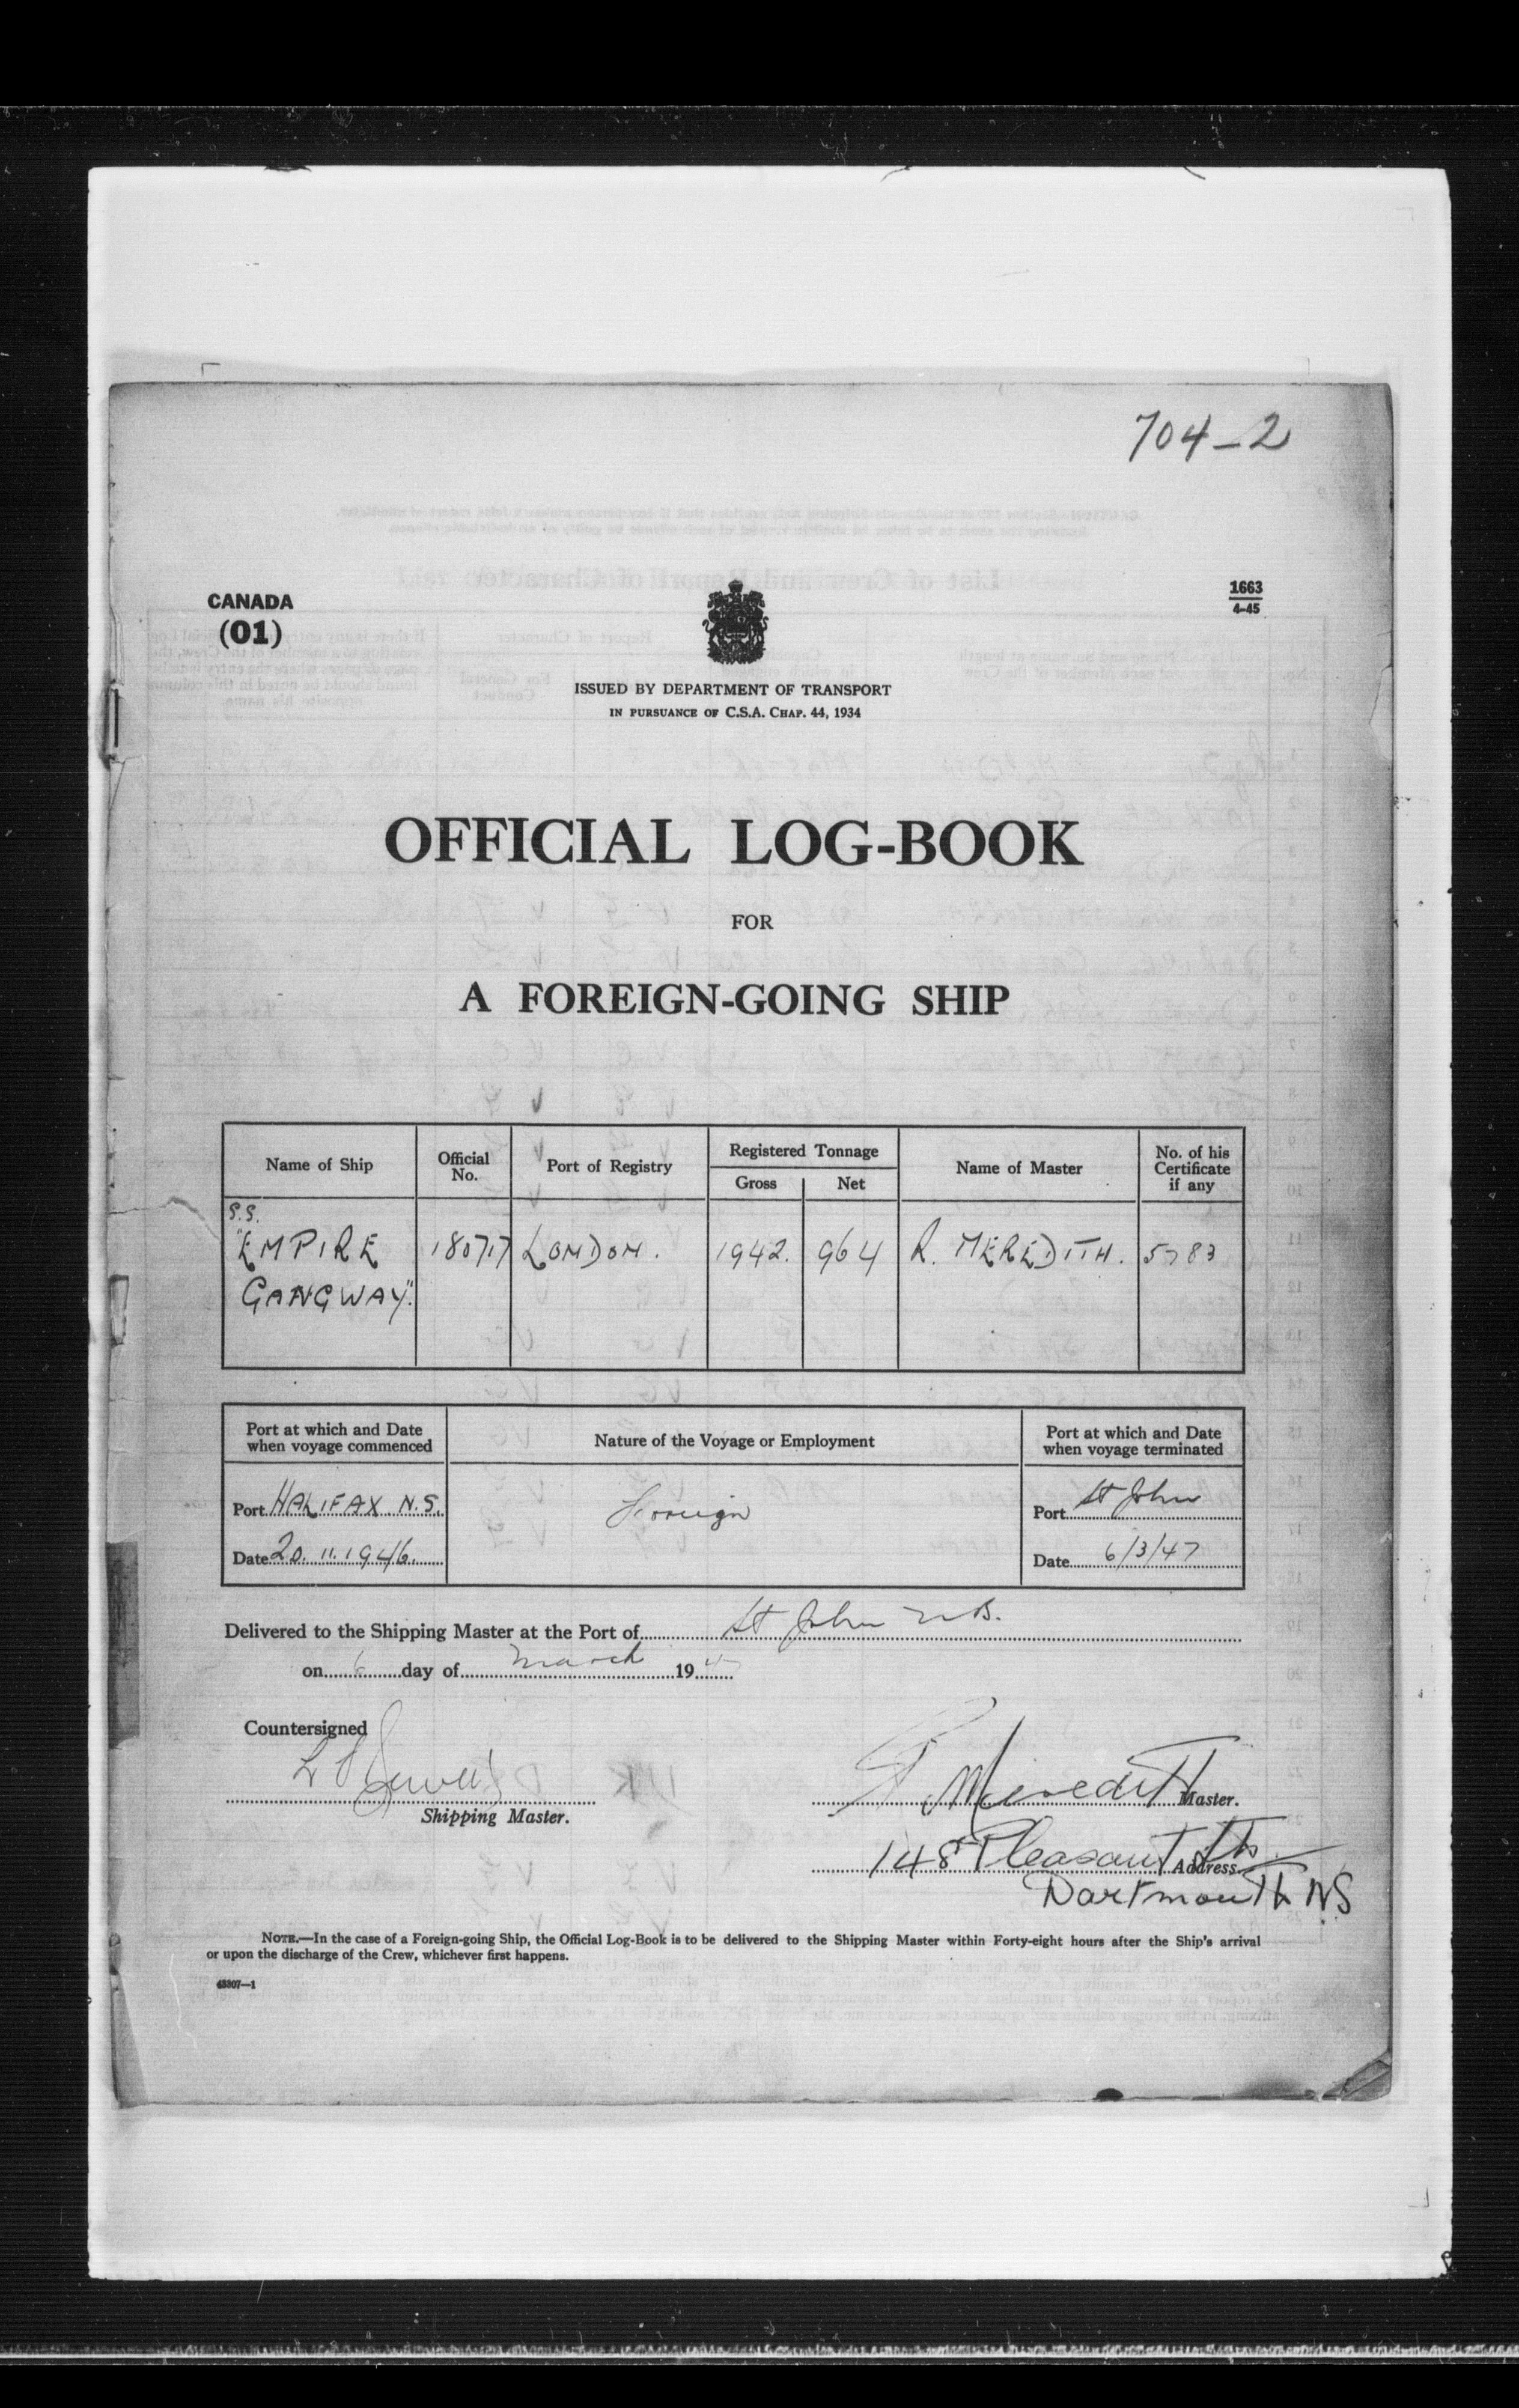 704-2
CANADA
(01)
1663
4-45
ISSUED BY DEPARTMENT OF TRANSPORT
IN PURSUANCE OF C.S.A. CHAP. 44, 1934
OFFICIAL LOG-BOOK
FOR
A FOREIGN-GOING SHIP
Name of Ship Official No. Port of Registry Registered Tonnage Gross Net Name of Master No. of his Certificate if any
S.S.
"EMPIRE 180717 LONDON. 1942. 964 R. MEREDITH. 5783
GANGWAY".
Port at which and Date when voyage commenced Nature of the Voyage or Employment Port at which and Date when voyage terminated
Port HALIFAX. N.S. Foreign Port St John
Date 20. 11. 1946. Date 6/3/47
Delivered to the Shipping Master at the Port of St John N.B.
on 6 day of March 1947
Countersigned
Shipping Master.
R Meredith Master.
148 Pleasant St. Address
Dartmouth NS
NOTE.—In the case of a Foreign-going Ship, the Official Log-Book is to be delivered to the Shipping Master within Forty-eight hours after the Ship's arrival
or upon the discharge of the Crew, whichever first happens.